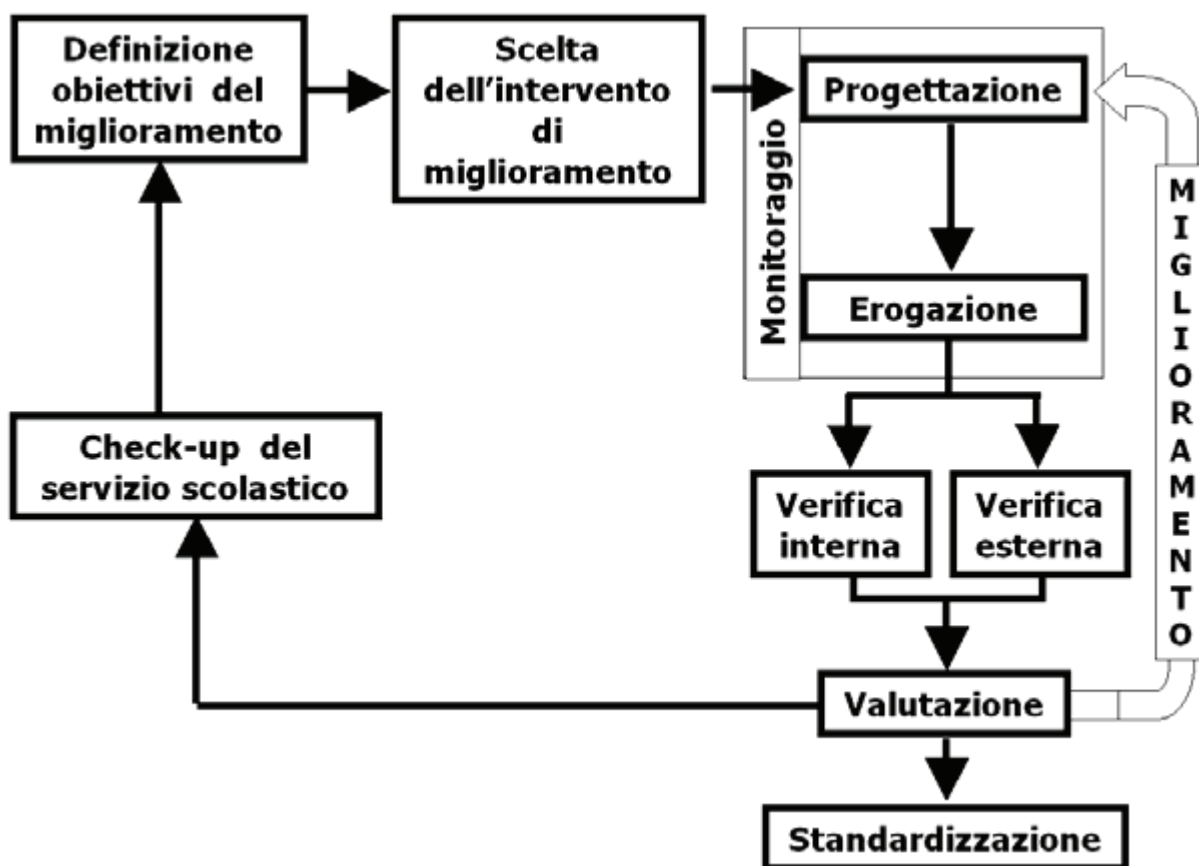 Definizione
obiettivi del
miglioramento
Scelta
dell'intervento
di
miglioramento
Monitoraggio
Progettazione
Erogazione
MIGLIORAMENTO
Check-up del
servizio scolastico
Verifica
interna
Verifica
esterna
Valutazione
Standardizzazione